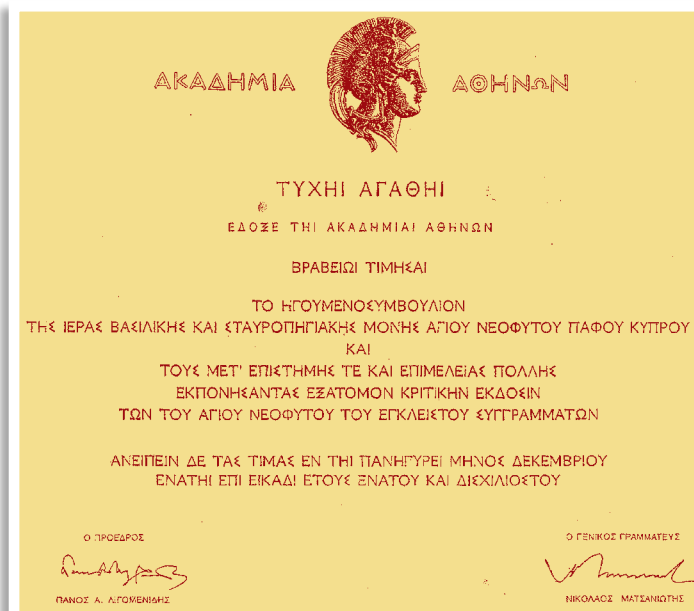 ΑΚΑΔΗΜΙΑ ΑΘΗΝΩΝ
ΤΥΧΗΙ ΑΓΑΘΗΙ
ΕΔΟΞΕ ΤΗΙ ΑΚΑΔΗΜΙΑΙ ΑΘΗΝΩΝ
ΒΡΑΒΕΙΩΙ ΤΙΜΗΣΑΙ
ΤΟ ΗΓΟΥΜΕΝΟΣΥΜΒΟΥΛΙΟΝ
ΤΗΣ ΙΕΡΑΣ ΒΑΣΙΛΙΚΗΣ ΚΑΙ ΣΤΑΥΡΟΠΗΓΙΑΚΗΣ ΜΟΝΗΣ ΑΓΙΟΥ ΝΕΟΦΥΤΟΥ ΠΑΦΟΥ ΚΥΠΡΟΥ
ΚΑΙ
ΤΟΥΣ ΜΕΤ' ΕΠΙΣΤΗΜΗΣ ΤΕ ΚΑΙ ΕΠΙΜΕΛΕΙΑΣ ΠΟΛΛΗΣ
ΕΚΠΟΝΗΣΑΝΤΑΣ ΕΞΑΤΟΜΟΝ ΚΡΙΤΙΚΗΝ ΕΚΔΟΣΙΝ
ΤΩΝ ΤΟΥ ΑΓΙΟΥ ΝΕΟΦΥΤΟΥ ΤΟΥ ΕΓΚΛΕΙΣΤΟΥ ΣΥΓΓΡΑΜΜΑΤΩΝ
ΑΝΕΙΠΕΙΝ ΔΕ ΤΑΣ ΤΙΜΑΣ ΕΝ ΤΗΙ ΠΑΝΗΓΥΡΕΙ ΜΗΝΟΣ ΔΕΚΕΜΒΡΙΟΥ
ΕΝΑΤΗΙ ΕΠΙ ΕΙΚΑΔΙ ΕΤΟΥΣ ΕΝΑΤΟΥ ΚΑΙ ΔΙΣΧΙΛΙΟΣΤΟΥ
Ο ΠΡΟΕΔΡΟΣ
Ο ΓΕΝΙΚΟΣ ΓΡΑΜΜΑΤΕΥΣ
ΠΑΝΟΣ Α. ΛΙΓΟΜΕΝΙΔΗΣ
ΝΙΚΟΛΑΟΣ ΜΑΤΣΑΝΙΩΤΗΣ